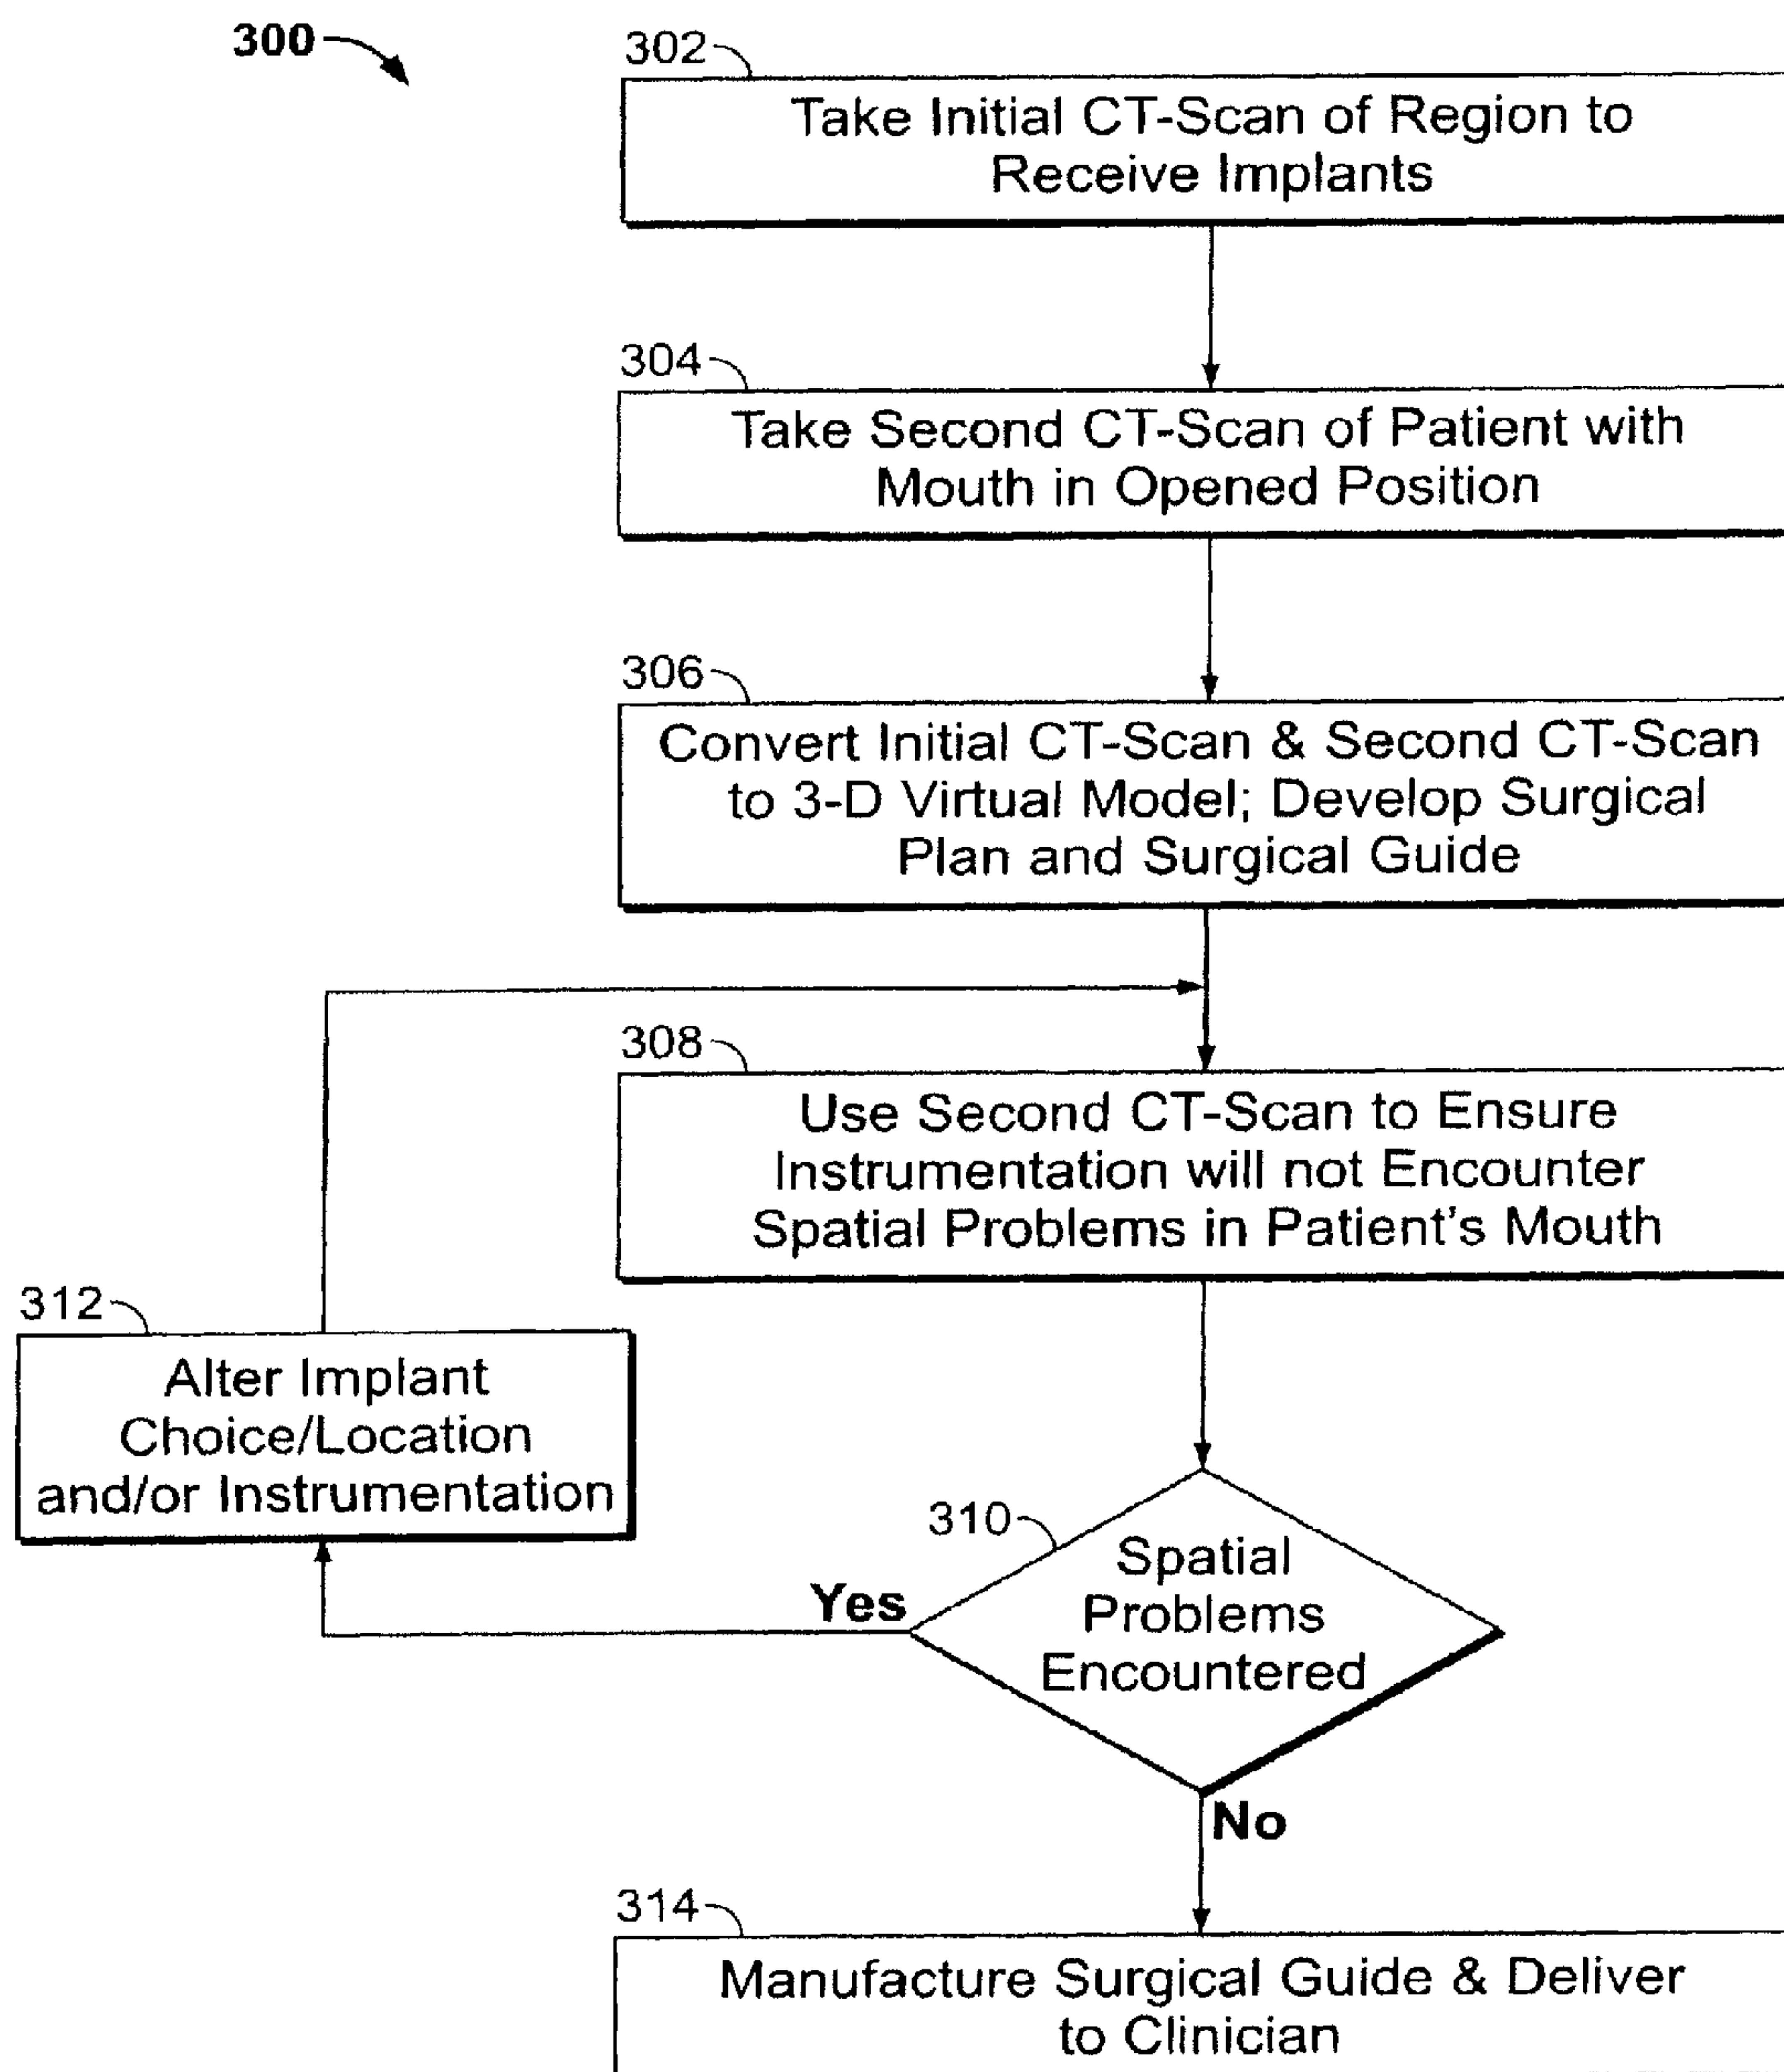 300
302
Take Initial CT-Scan of Region to
Receive Implants
304
Take Second CT-Scan of Patient with
Mouth in Opened Position
306
Convert Initial CT-Scan & Second CT-Scan
to 3-D Virtual Model; Develop Surgical
Plan and Surgical Guide
308
Use Second CT-Scan to Ensure
Instrumentation will not Encounter
Spatial Problems in Patient's Mouth
312
Alter Implant
Choice/Location
and/or Instrumentation
310
Spatial
Problems
Encountered
Yes
No
314
Manufacture Surgical Guide & Deliver
to Clinician